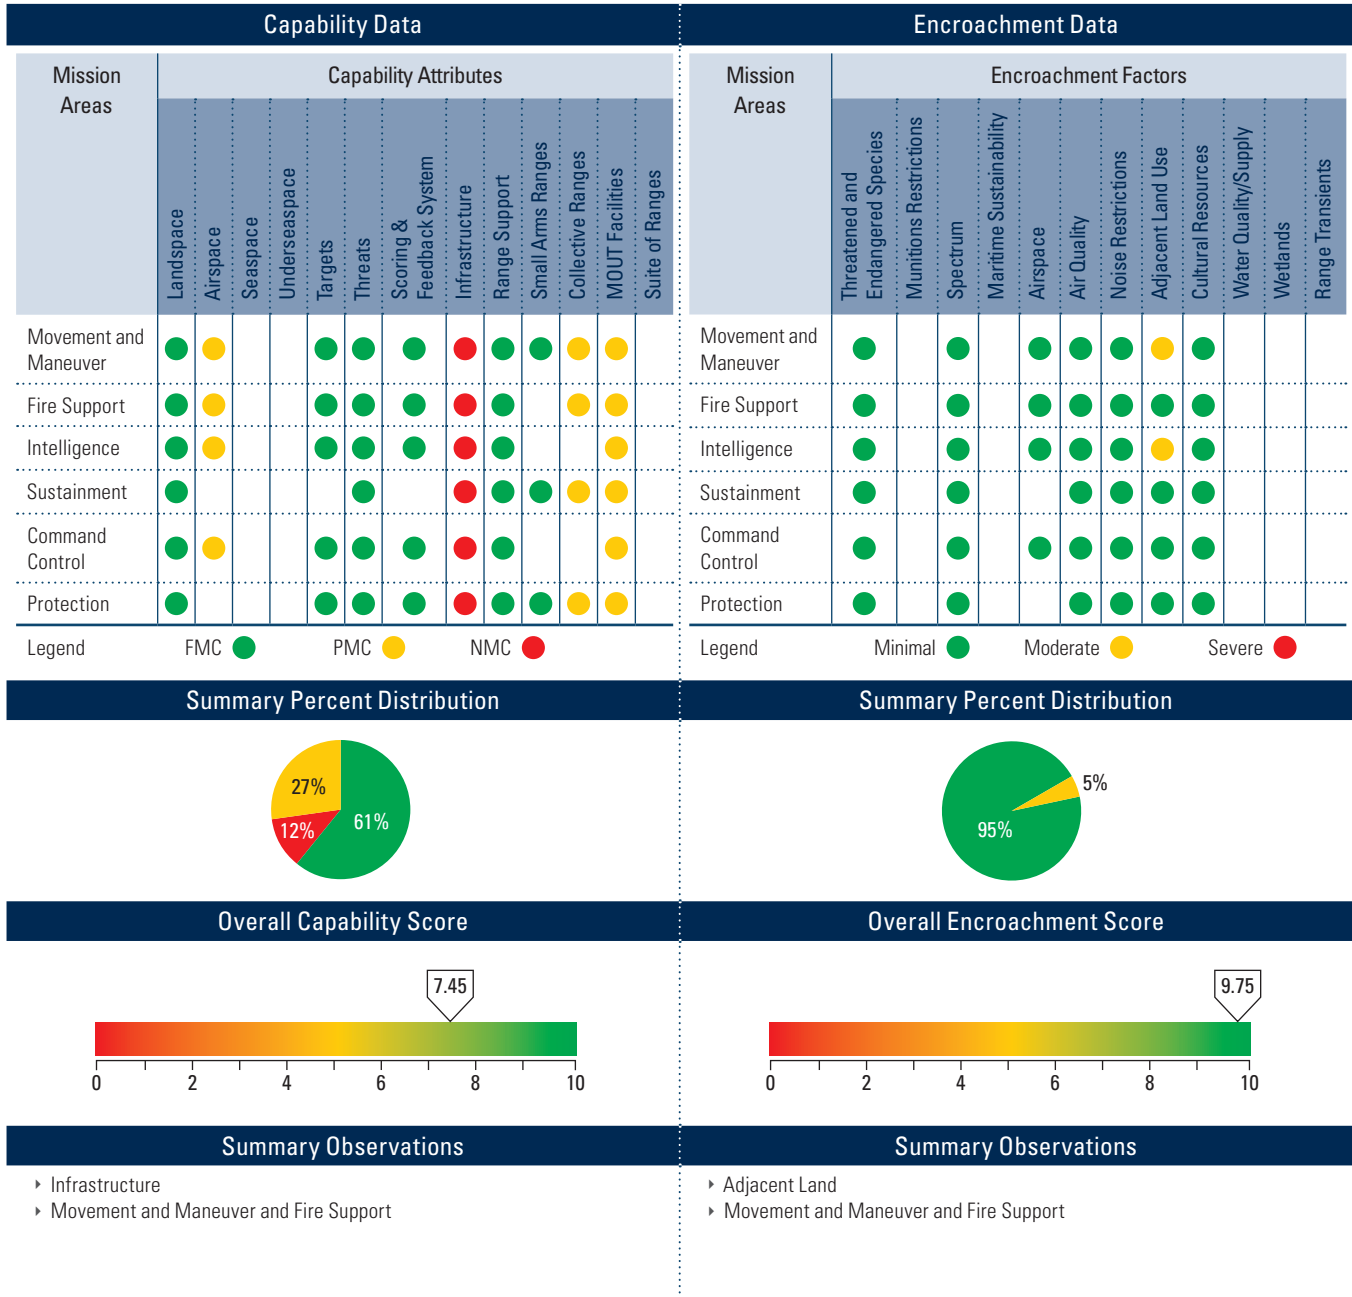 Capability Data
Mission
Areas
Capability Attributes
Landspace
Airspace
Seaspace
Underseaspace
Targets
Threats
Scoring &
Feedback System
Infrastructure
Range Support
Small Arms Ranges
Collective Ranges
MOUT Facilities
Suite of Ranges
Movement and
Maneuver
Fire Support
Intelligence
Sustainment
Command
Control
Protection
Legend FMC PMC NMC
Summary Percent Distribution
27%
12%
61%
Overall Capability Score
7.45
0 2 4 6 8 10
Summary Observations
‣ Infrastructure
‣ Movement and Maneuver and Fire Support
Encroachment Data
Mission
Areas
Encroachment Factors
Threatened and
Endangered Species
Munitions Restrictions
Spectrum
Maritime Sustainability
Airspace
Air Quality
Noise Restrictions
Adjacent Land Use
Cultural Resources
Water Quality/Supply
Wetlands
Range Transients
Movement and
Maneuver
Fire Support
Intelligence
Sustainment
Command
Control
Protection
Legend Minimal Moderate Severe
Summary Percent Distribution
5%
95%
Overall Encroachment Score
9.75
0 2 4 6 8 10
Summary Observations
‣ Adjacent Land
‣ Movement and Maneuver and Fire Support